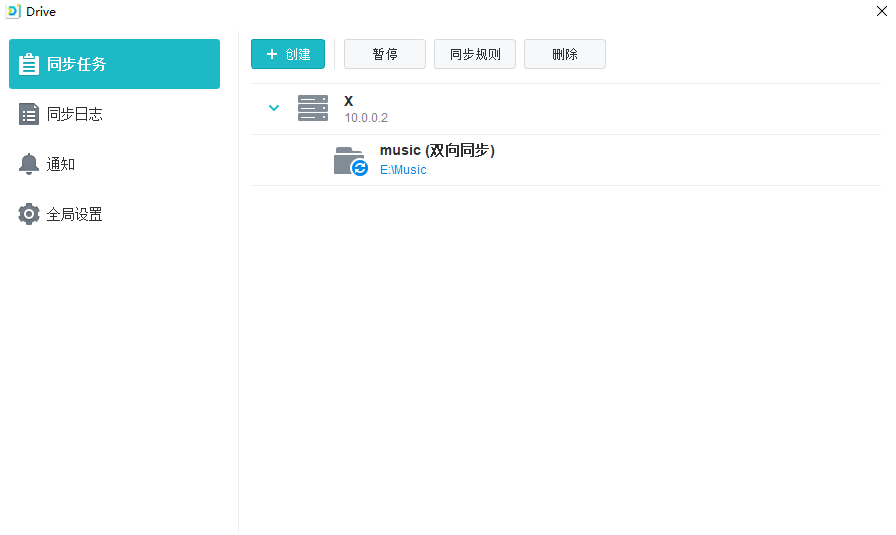 Drive
同步任务
同步日志
通知
全局设置
创建 暂停 同步规则 删除
X
10.0.0.2
music (双向同步)
E:\Music